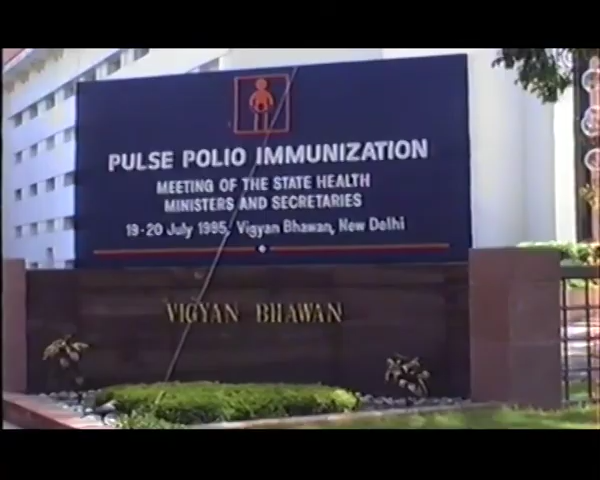 PULSE POLIO IMMUNIZATION
MEETING OF THE STATE HEALTH
MINISTERS AND SECRETARIES
19-20 July 1995, Vigyan Bhawan, New Delhi
VIGYAN BHAWAN